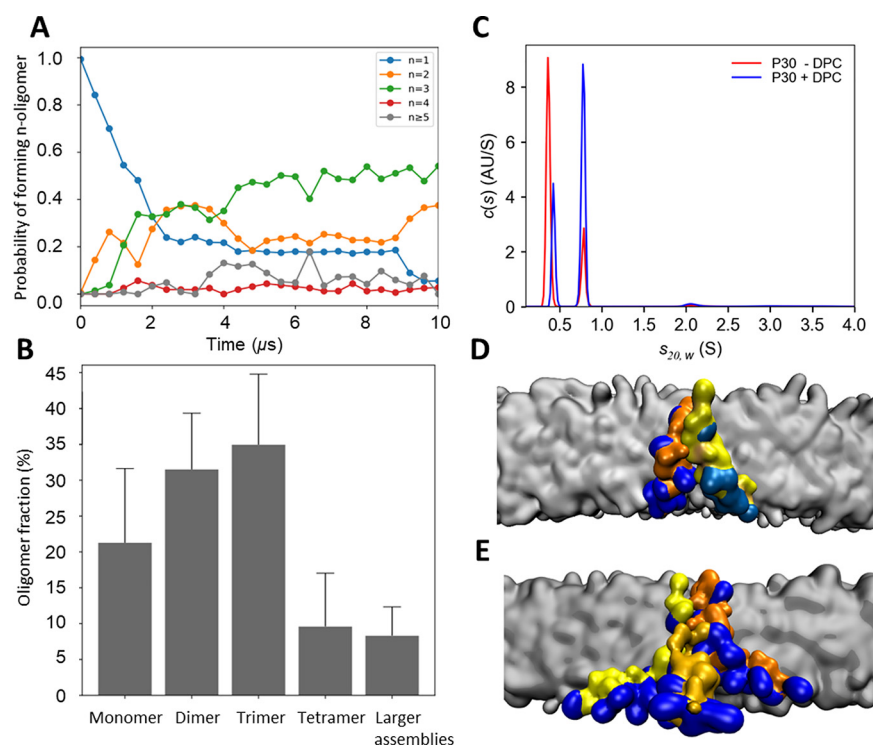 A
Probability of forming n-oligomer
1.0
0.8
0.6
0.4
0.2
0.0
n=1
n=2
n=3
n=4
n≥5
0 2 4 6 8 10
Time (µs)
B
Oligomer fraction (%)
45
40
35
30
25
20
15
10
5
0
Monomer Dimer Trimer Tetramer Larger
assemblies
C
c(s) (AU/S)
8
6
4
2
0
P30 - DPC
P30 + DPC
0.5 1.0 1.5 2.0 2.5 3.0 3.5 4.0
s20, w (S)
D
E